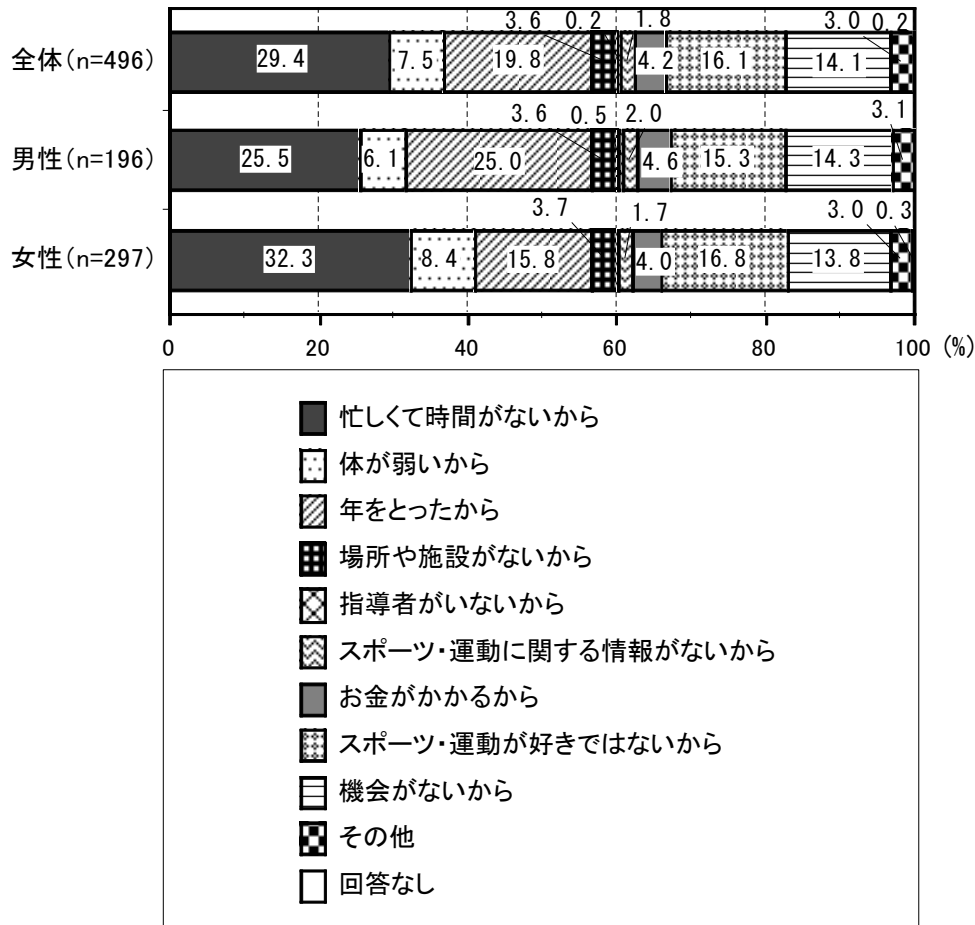 3.6 0.2 1.8 3.0 0.2
全体(n=496) 29.4 7.5 19.8 4.2 16.1 14.1
3.6 0.5 2.0 3.1
男性(n=196) 25.5 6.1 25.0 4.6 15.3 14.3
3.7 1.7 3.0 0.3
女性(n=297) 32.3 8.4 15.8 4.0 16.8 13.8
0 20 40 60 80 100 (%)
忙しくて時間がないから
体が弱いから
年をとったから
場所や施設がないから
指導者がいないから
スポーツ・運動に関する情報がないから
お金がかかるから
スポーツ・運動が好きではないから
機会がないから
その他
回答なし